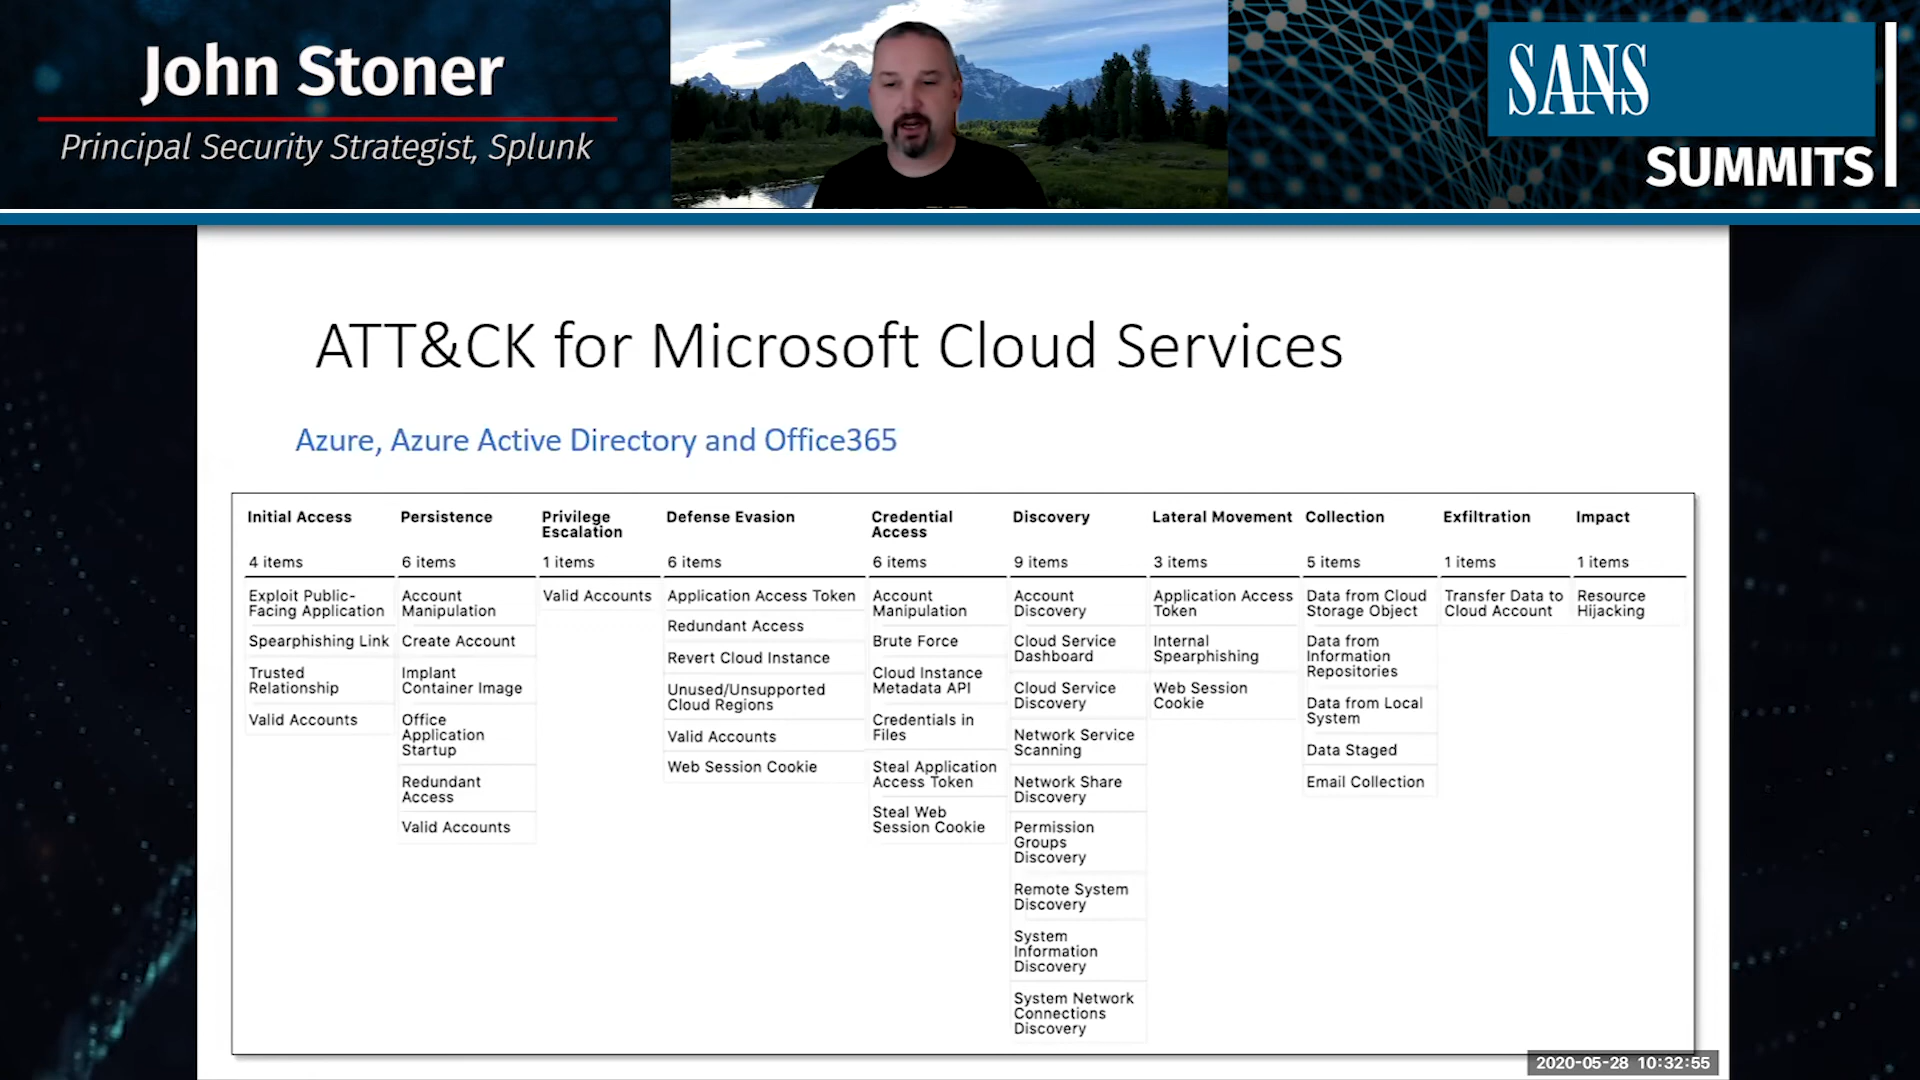 John Stoner
Principal Security Strategist, Splunk
SANS
SUMMITS
ATT&CK for Microsoft Cloud Services
Azure, Azure Active Directory and Office365
Initial Access
4 items
Exploit Public-
Facing Application
Spearphishing Link
Trusted
Relationship
Valid Accounts
Persistence
6 items
Account
Manipulation
Create Account
Implant
Container Image
Office
Application
Startup
Redundant
Access
Valid Accounts
Privilege
Escalation
1 items
Valid Accounts
Defense Evasion
6 items
Application Access Token
Redundant Access
Revert Cloud Instance
Unused/Unsupported
Cloud Regions
Valid Accounts
Web Session Cookie
Credential
Access
6 items
Account
Manipulation
Brute Force
Cloud Instance
Metadata API
Credentials in
Files
Steal Application
Access Token
Steal Web
Session Cookie
Discovery
9 items
Account
Discovery
Cloud Service
Dashboard
Cloud Service
Discovery
Network Service
Scanning
Network Share
Discovery
Permission
Groups
Discovery
Remote System
Discovery
System
Information
Discovery
System Network
Connections
Discovery
Lateral Movement
3 items
Application Access
Token
Internal
Spearphishing
Web Session
Cookie
Collection
5 items
Data from Cloud
Storage Object
Data from
Information
Repositories
Data from Local
System
Data Staged
Email Collection
Exfiltration
1 items
Transfer Data to
Cloud Account
Impact
1 items
Resource
Hijacking
2020-05-28 10:32:55